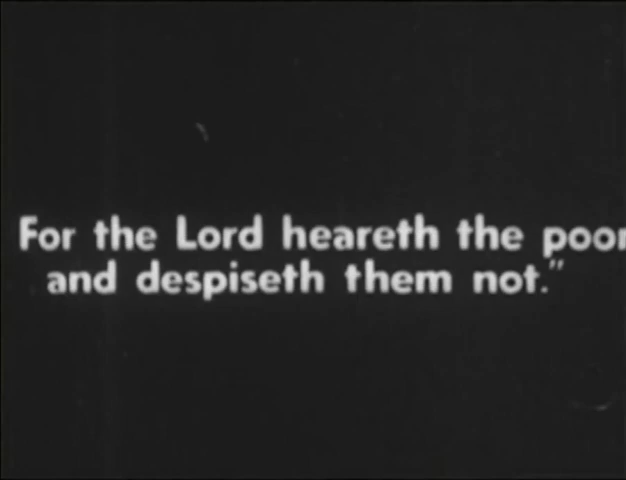 For the Lord heareth the poor
and despiseth them not."